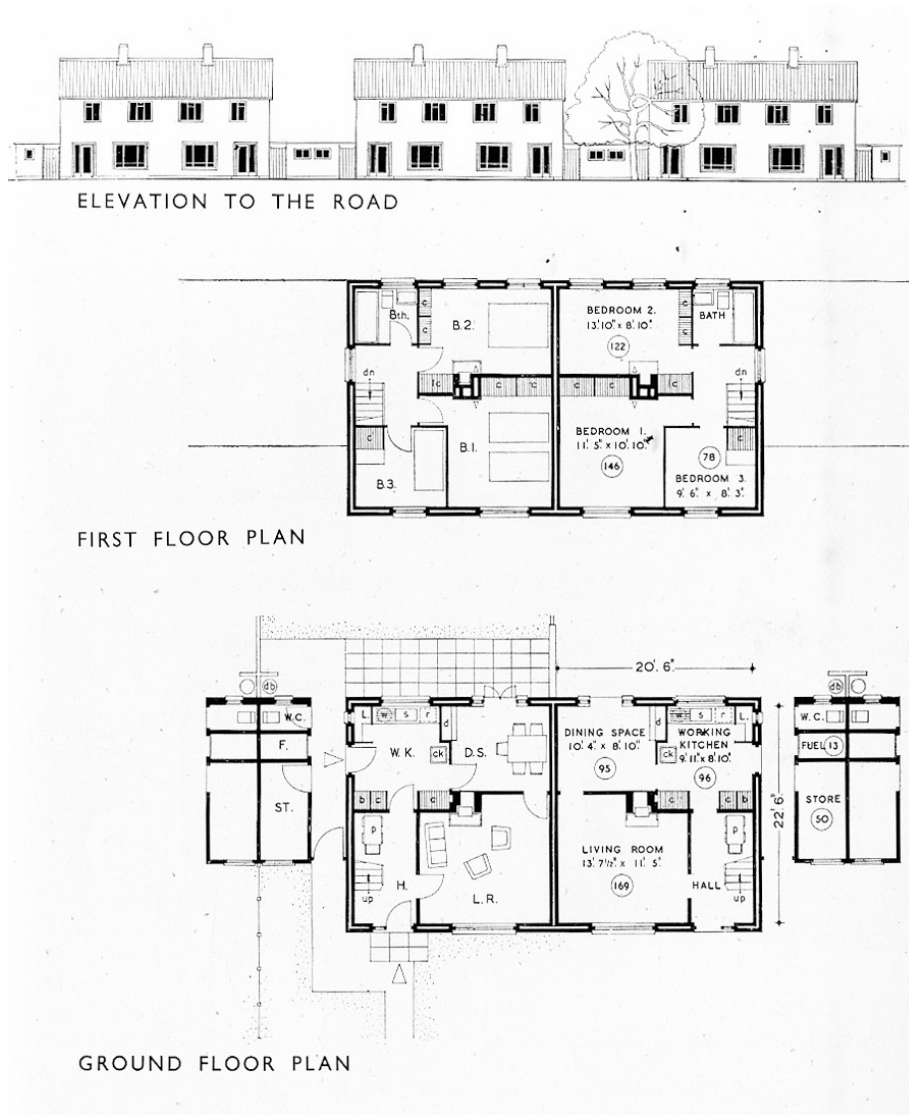 ELEVATION TO THE ROAD
Bth.
c
c
B.2.
BEDROOM 2.
13'.10" x 8'.10"
122
c
c
BATH
dn
lc
c
c
c
c
lc
dn
c
B.1.
BEDROOM 1.
11'. 5" x 10'. 10"
146
c
78
B.3.
BEDROOM 3.
9'. 6" x 8'. 3"
FIRST FLOOR PLAN
20'. 6"
db
db
W.C.
L.
w
s
r
d
d
w
s
r
L.
W.C.
F.
W.K.
ck
D.S.
DINING SPACE
10'. 4" x 8'. 10"
95
ck
WORKING
KITCHEN
9'. 11" x 8'. 10"
96
FUEL 13
ST.
b
c
c
c
c
b
STORE
50
22'. 6"
p
p
LIVING ROOM
13'. 7½" x 11'. 5"
169
H.
up
L.R.
HALL
up
GROUND FLOOR PLAN